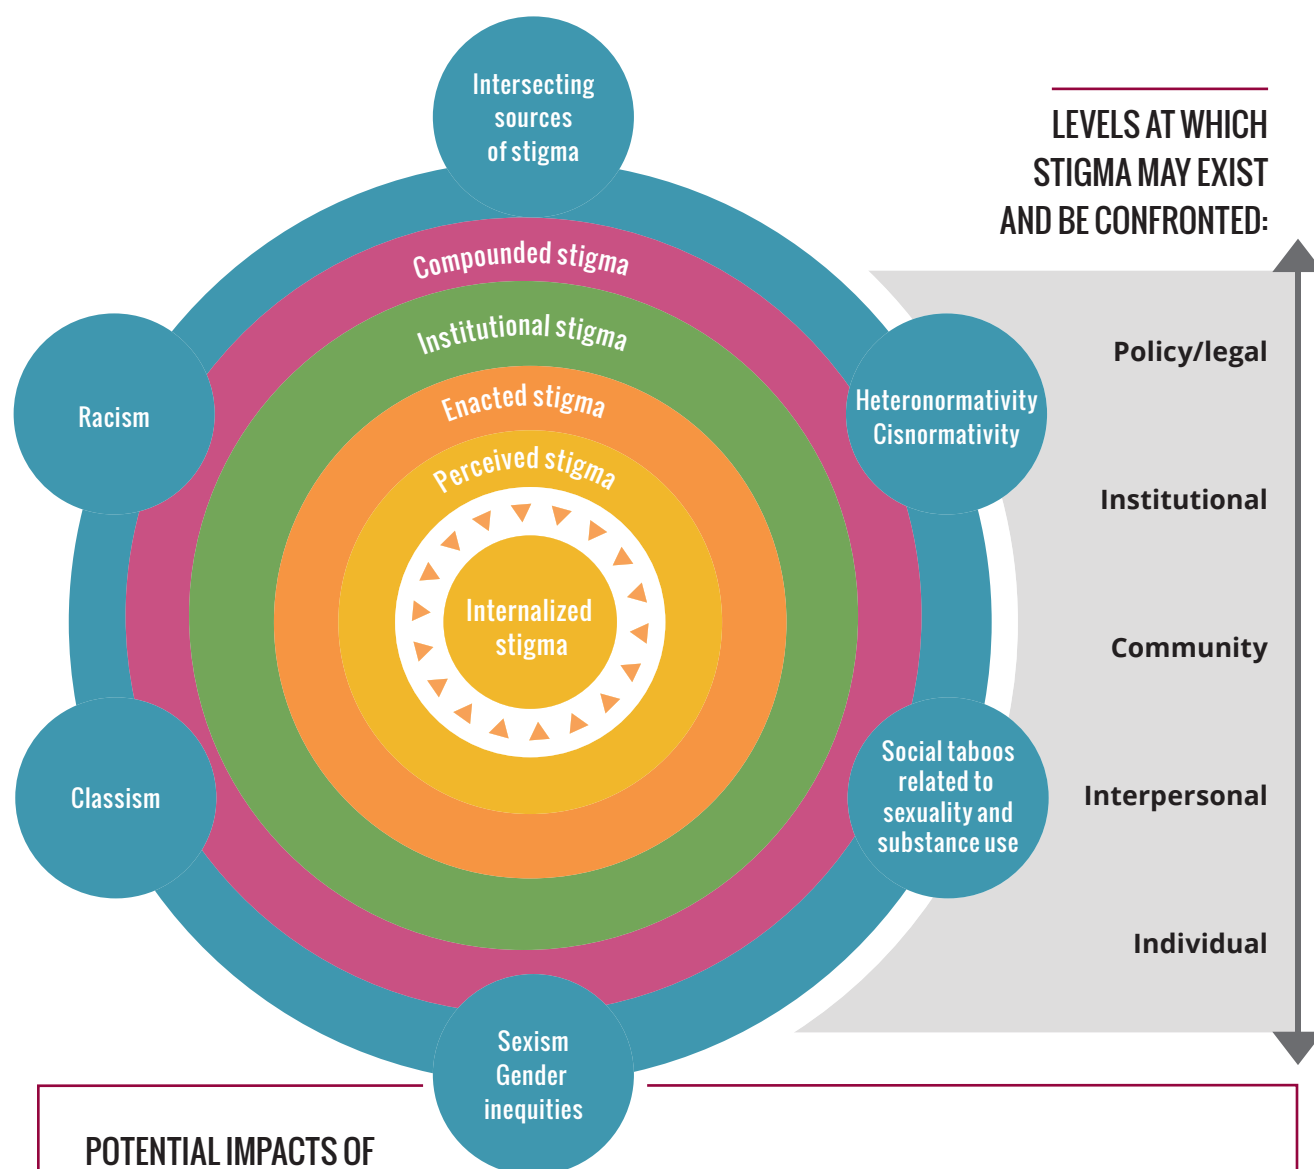 Intersecting
sources
of stigma
LEVELS AT WHICH
STIGMA MAY EXIST
AND BE CONFRONTED:
Compounded stigma
Institutional stigma
Enacted stigma
Perceived stigma
Internalized
stigma
Racism
Heteronormativity
Cisnormativity
Classism
Social taboos
related to
sexuality and
substance use
Sexism
Gender
inequities
Policy/legal
Institutional
Community
Interpersonal
Individual
POTENTIAL IMPACTS OF